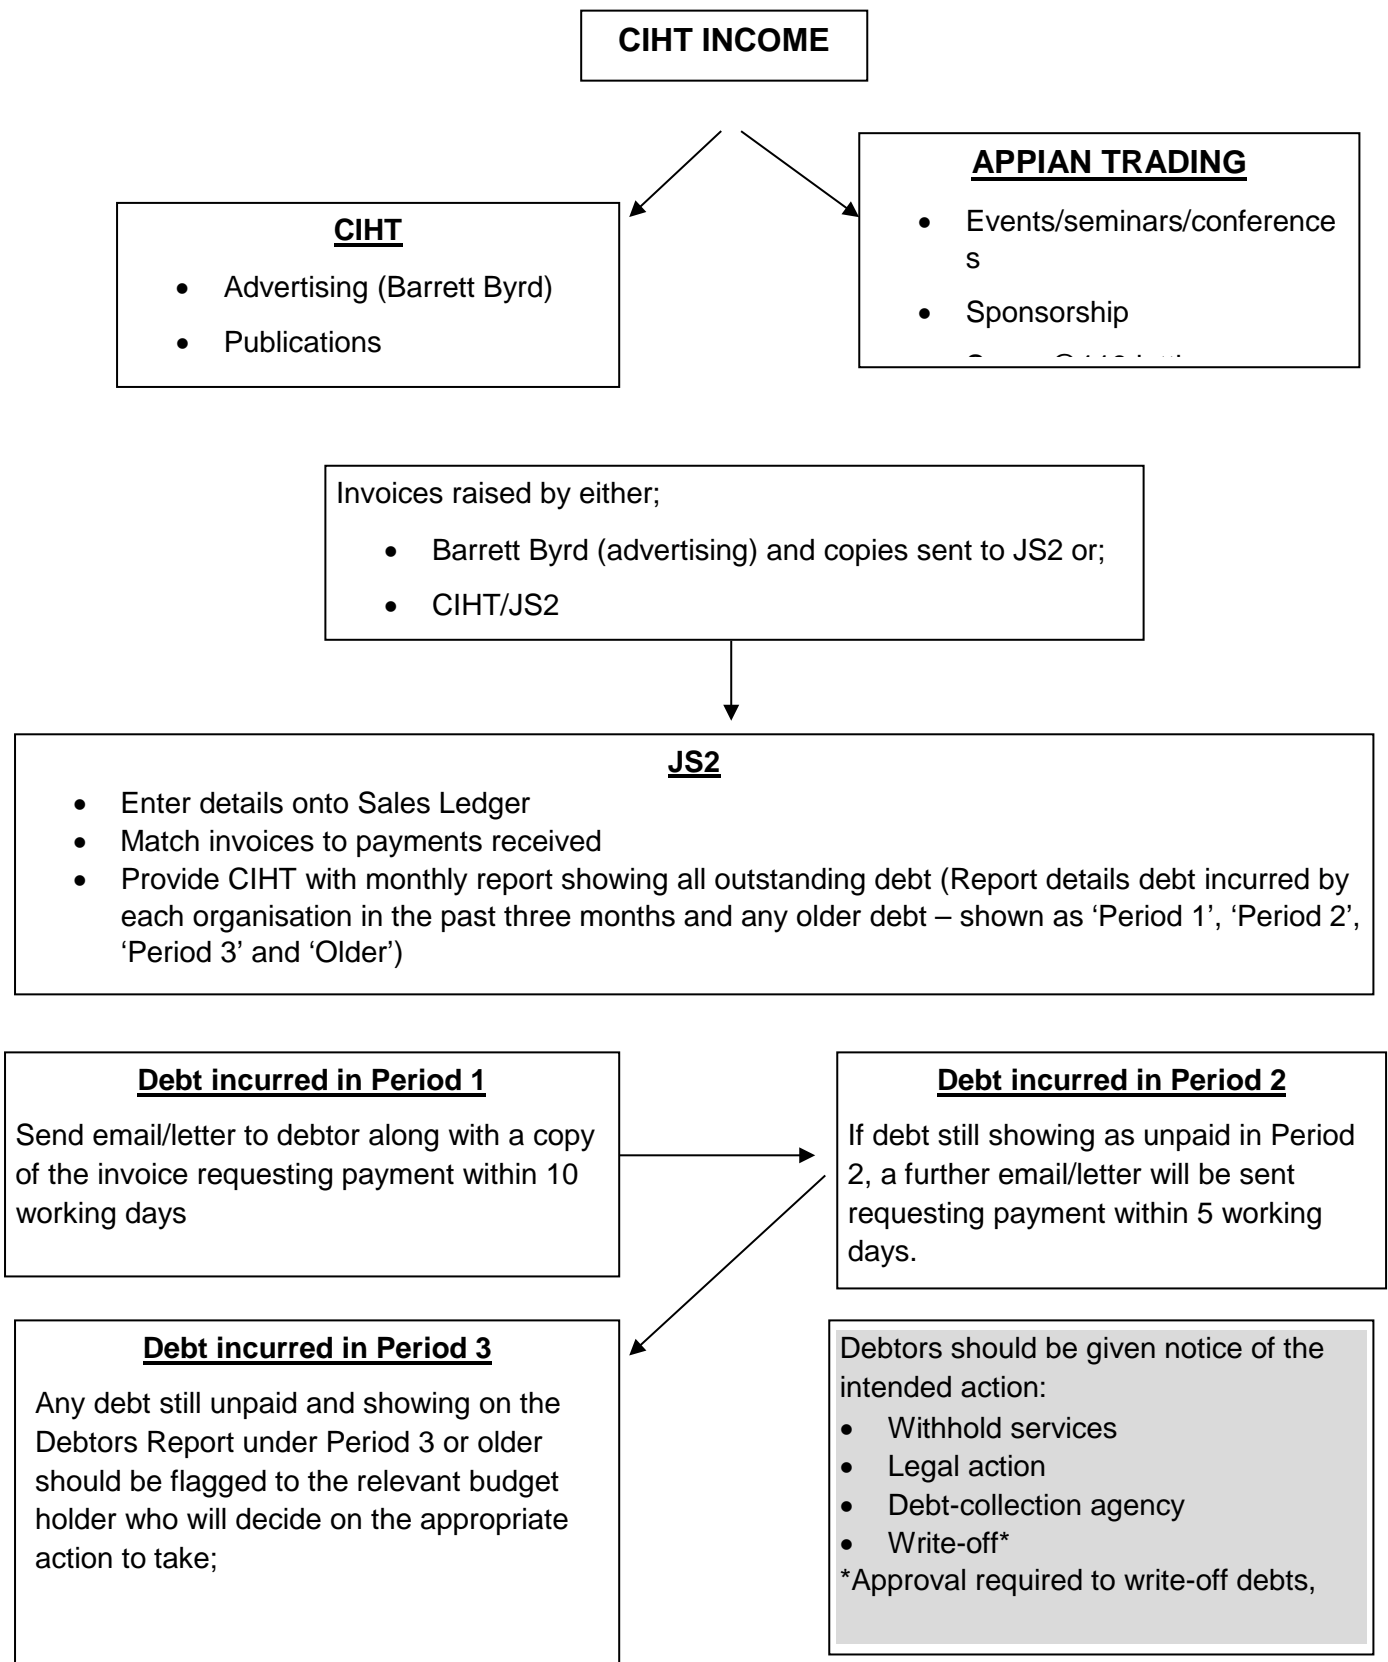 CIHT INCOME
CIHT
• Advertising (Barrett Byrd)
• Publications
APPIAN TRADING
• Events/seminars/conference
s
• Sponsorship
Invoices raised by either;
• Barrett Byrd (advertising) and copies sent to JS2 or;
• CIHT/JS2
JS2
• Enter details onto Sales Ledger
• Match invoices to payments received
• Provide CIHT with monthly report showing all outstanding debt (Report details debt incurred by
each organisation in the past three months and any older debt – shown as ‘Period 1’, ‘Period 2’,
‘Period 3’ and ‘Older’)
Debt incurred in Period 1
Send email/letter to debtor along with a copy
of the invoice requesting payment within 10
working days
Debt incurred in Period 2
If debt still showing as unpaid in Period
2, a further email/letter will be sent
requesting payment within 5 working
days.
Debt incurred in Period 3
Any debt still unpaid and showing on the
Debtors Report under Period 3 or older
should be flagged to the relevant budget
holder who will decide on the appropriate
action to take;
Debtors should be given notice of the
intended action:
• Withhold services
• Legal action
• Debt-collection agency
• Write-off*
*Approval required to write-off debts,